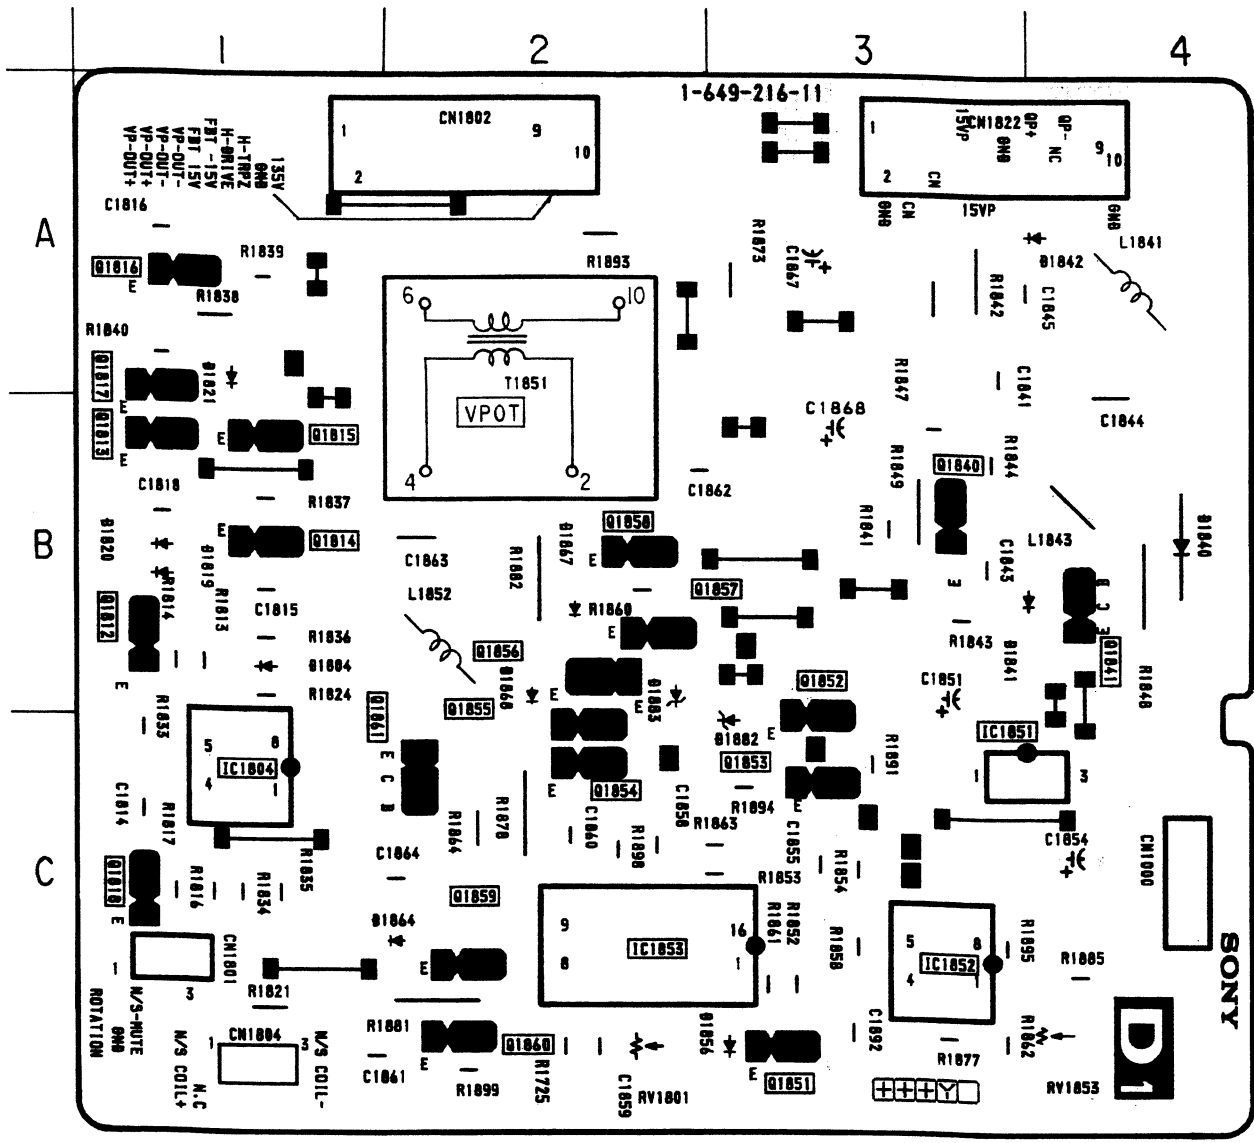 1
2
3
4
1-649-216-11
CN1802
1
9
10
2
CN1822
1
15VP
GND
QP+
QP-
NC
9
10
2
CN
GND
CN
15VP
GND
VP-OUT+
VP-OUT+
VP-OUT-
VP-OUT-
FBT 15V
FBT -15V
H-DRIVE
H-TRPZ
GND
135V
C1816
A
Q1816
E
R1839
R1838
R1893
R1873
C1867
D1842
L1841
R1842
C1845
R1840
6
10
T1851
VPOT
4
2
Q1817
E
D1821
R1847
C1841
C1868
C1844
Q1813
E
E
Q1815
C1818
R1837
C1862
R1849
Q1840
R1844
B
D1820
D1819
Q1814
E
C1863
R1882
D1867
Q1858
E
R1841
L1843
C1843
D1840
R1814
R1813
C1815
L1852
R1860
Q1857
E
E
B
C
E
Q1812
E
R1836
D1804
R1824
Q1856
D1868
E
D1883
Q1852
R1843
D1841
Q1841
R1848
C1851
R1833
Q1861
Q1855
E
D1882
E
IC1851
1
3
5
8
IC1804
4
1
E
C
B
Q1854
E
Q1853
R1894
E
R1891
C1814
R1817
R1835
R1864
R1878
C1860
R1898
C1858
R1863
C1855
R1854
C1854
CN1000
C
C1864
R1853
Q1818
E
R1816
R1834
Q1859
D1864
E
9
16
IC1853
8
1
R1861
R1852
R1858
5
8
IC1852
4
1
R1895
R1885
SONY
CN1801
1
3
R1821
ROTATION
GND
N/S-MUTE
N/S COIL+
N.C
CN1804
1
3
N/S COIL-
R1881
C1861
E
Q1860
R1899
R1725
C1859
RV1801
D1856
E
Q1851
C1892
R1877
R1862
RV1853
D1